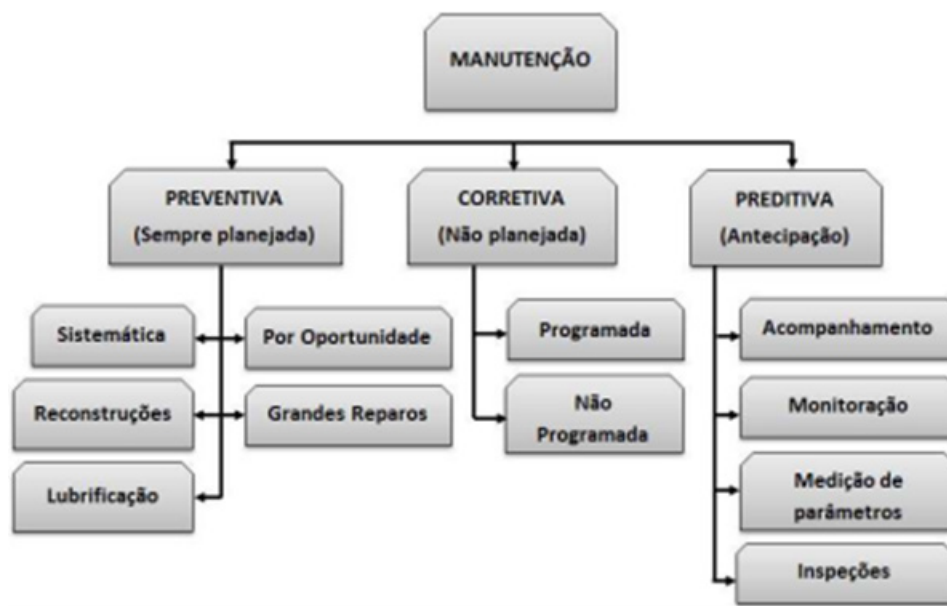 MANUTENÇÃO
PREVENTIVA
(Sempre planejada)
CORRETIVA
(Não planejada)
PREDITIVA
(Antecipação)
Sistemática
Por Oportunidade
Reconstruções
Grandes Reparos
Lubrificação
Programada
Não
Programada
Acompanhamento
Monitoração
Medição de
parâmetros
Inspeções